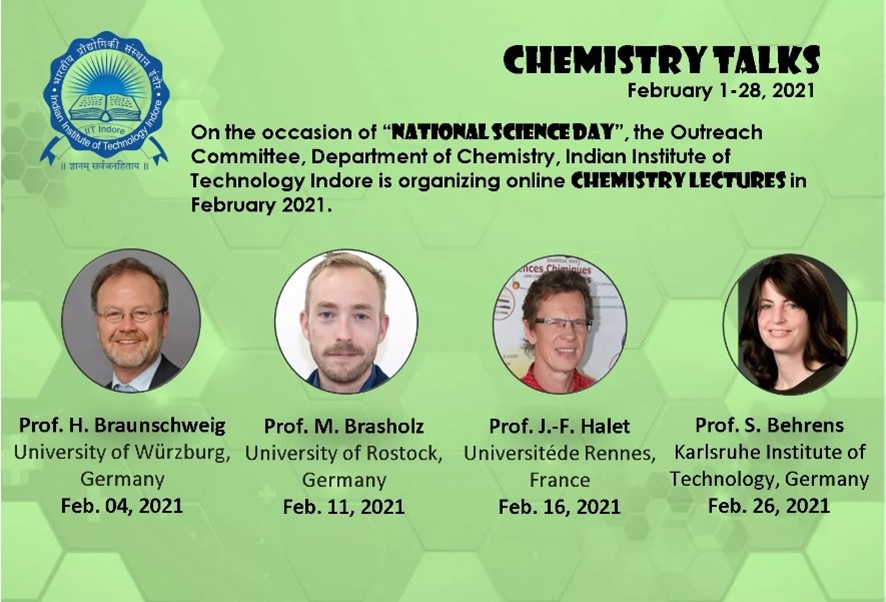 CHEMISTRY TALKS
February 1-28, 2021
भारतीय प्रौद्योगिकी संस्थान इंदौर
IIT Indore
Indian Institute of Technology Indore
॥ ज्ञानम् सर्वजनहिताय ॥
On the occasion of “NATIONAL SCIENCE DAY”, the Outreach
Committee, Department of Chemistry, Indian Institute of
Technology Indore is organizing online CHEMISTRY LECTURES in
February 2021.
Institut des
ences Chimiques
Prof. H. Braunschweig
University of Würzburg,
Germany
Feb. 04, 2021
Prof. M. Brasholz
University of Rostock,
Germany
Feb. 11, 2021
Prof. J.-F. Halet
Universitéde Rennes,
France
Feb. 16, 2021
Prof. S. Behrens
Karlsruhe Institute of
Technology, Germany
Feb. 26, 2021